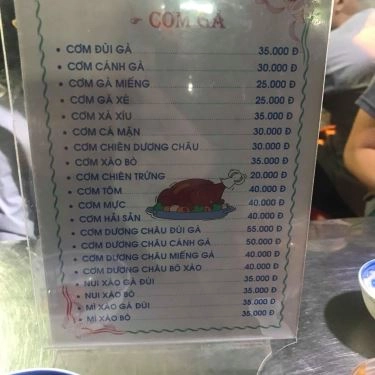 CƠM GÀ
• CƠM ĐÙI GÀ 35.000 Đ
• CƠM CÁNH GÀ 30.000 Đ
• CƠM GÀ MIẾNG 25.000 Đ
• CƠM GÀ XÉ 25.000 Đ
• CƠM XÁ XÍU 35.000 Đ
• CƠM CÁ MẶN 30.000 Đ
• CƠM CHIÊN DƯƠNG CHÂU 30.000 Đ
• CƠM XÀO BÒ 35.000 Đ
• CƠM CHIÊN TRỨNG 20.000 Đ
• CƠM TÔM 40.000 Đ
• CƠM MỰC 40.000 Đ
• CƠM HẢI SẢN 40.000 Đ
• CƠM DƯƠNG CHÂU ĐÙI GÀ 55.000 Đ
• CƠM DƯƠNG CHÂU CÁNH GÀ 50.000 Đ
• CƠM DƯƠNG CHÂU MIẾNG GÀ 40.000 Đ
• CƠM DƯƠNG CHÂU BÒ XÀO 40.000 Đ
• NUI XÀO GÀ ĐÙI 35.000 Đ
• NUI XÀO BÒ 35.000 Đ
• MÌ XÀO GÀ ĐÙI 35.000 Đ
• MÌ XÀO BÒ 35.000 Đ